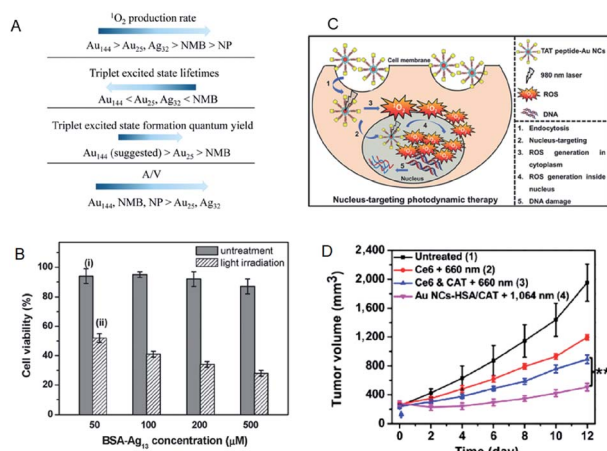 A
¹O₂ production rate
Au₁₄₄ > Au₂₅, Ag₃₂ > NMB > NP
Triplet excited state lifetimes
Au₁₄₄ < Au₂₅, Ag₃₂ < NMB
Triplet excited state formation quantum yield
Au₁₄₄ (suggested) > Au₂₅ > NMB
A/V
Au₁₄₄, NMB, NP > Au₂₅, Ag₃₂
C
Cell membrane
1
2
3
4
5
¹O₂
Nucleus
Nucleus-targeting photodynamic therapy
TAT peptide-Au NCs
980 nm laser
ROS
DNA
1. Endocytosis
2. Nucleus-targeting
3. ROS generation in
cytoplasm
4. ROS generation inside
nucleus
5. DNA damage
B
Cell viability (%)
120
100
80
60
40
20
0
(i)
(ii)
untreatment
light irradiation
50
100
200
500
BSA-Ag₁₃ concentration (μM)
D
Tumor volume (mm³)
2,400
2,000
1,600
1,200
800
400
0
Untreated (1)
Ce6 + 660 nm (2)
Ce6 & CAT + 660 nm (3)
Au NCs-HSA/CAT + 1,064 nm (4)
**
0
2
4
6
8
10
12
Time (day)